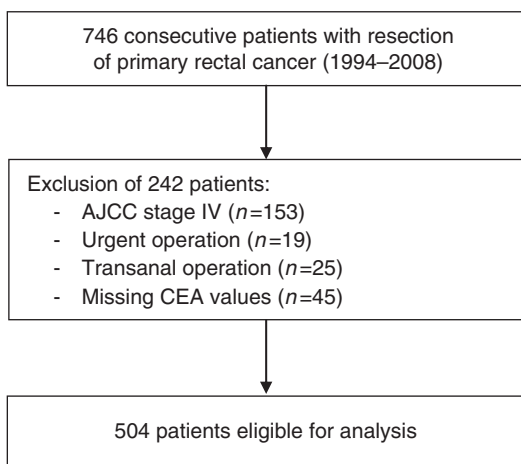 746 consecutive patients with resection
of primary rectal cancer (1994–2008)
Exclusion of 242 patients:
- AJCC stage IV (n=153)
- Urgent operation (n=19)
- Transanal operation (n=25)
- Missing CEA values (n=45)
504 patients eligible for analysis